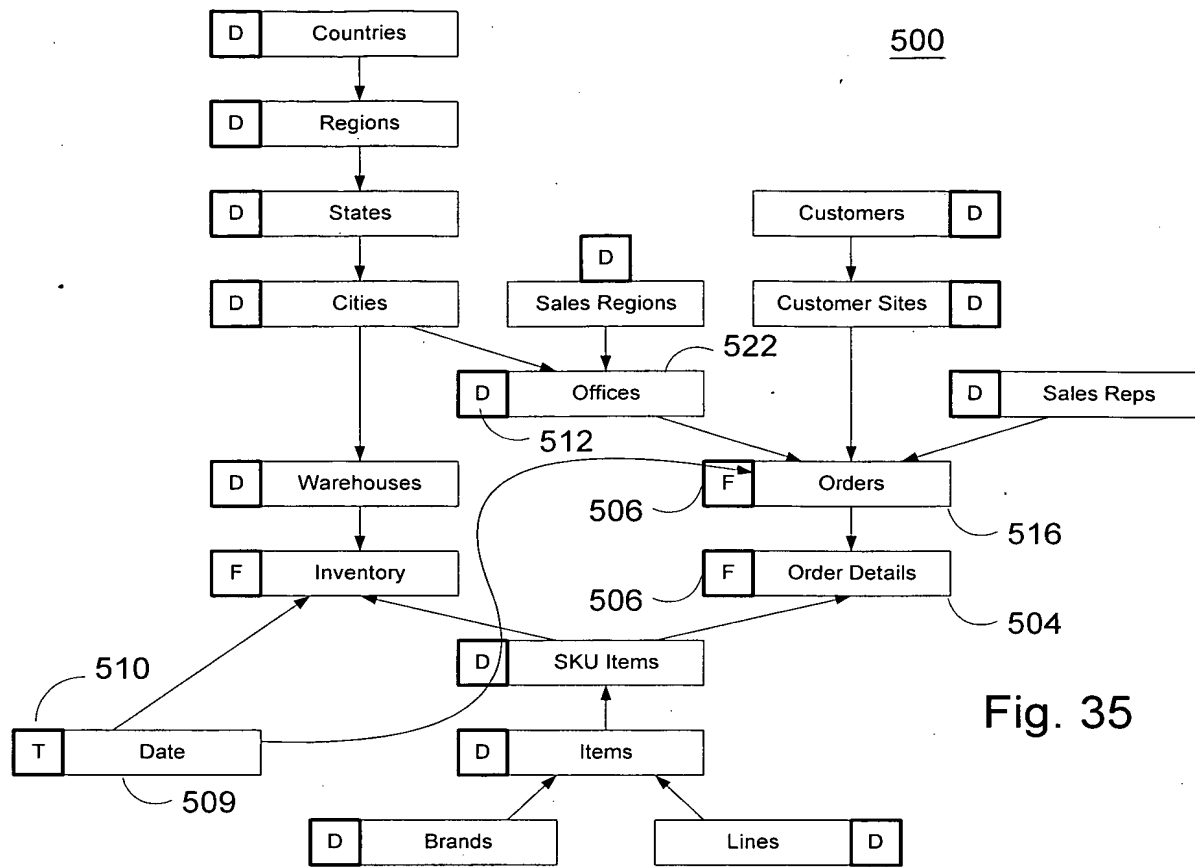 D Countries
500
D Regions
D States
Customers D
D
D Cities
Sales Regions
Customer Sites D
522
D Offices
D Sales Reps
512
D Warehouses
F Orders
506
516
F Inventory
F Order Details
506
504
D SKU Items
510
Fig. 35
T Date
D Items
509
D Brands
Lines D